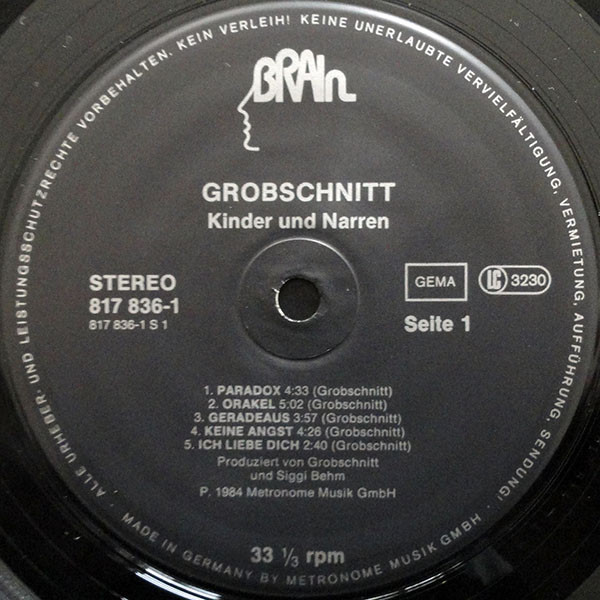 ALLE URHEBER- UND LEISTUNGSSCHUTZRECHTE VORBEHALTEN. KEIN VERLEIH! KEINE UNERLAUBTE VERVIELFÄLTIGUNG, VERMIETUNG, AUFFÜHRUNG, SENDUNG!
BRAIN
GROBSCHNITT
Kinder und Narren
STEREO
817 836-1
817 836-1 S 1
GEMA
LC 3230
Seite 1
1. PARADOX 4:33 (Grobschnitt)
2. ORAKEL 5:02 (Grobschnitt)
3. GERADEAUS 3:57 (Grobschnitt)
4. KEINE ANGST 4:26 (Grobschnitt)
5. ICH LIEBE DICH 2:40 (Grobschnitt)
Produziert von Grobschnitt
und Siggi Behm
P. 1984 Metronome Musik GmbH
33 ⅓ rpm
· MADE IN GERMANY BY METRONOME MUSIK GMBH ·